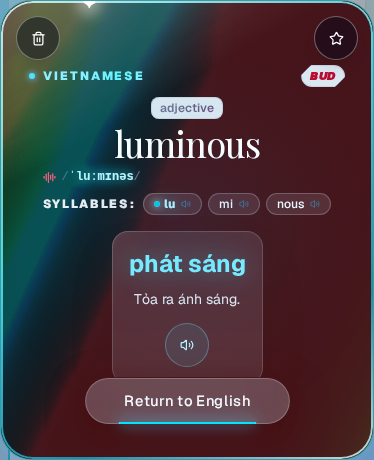 VIETNAMESE
BUD
adjective
luminous
/ˈluːmɪnəs/
SYLLABLES: lu mi nous
phát sáng
Tỏa ra ánh sáng.
Return to English